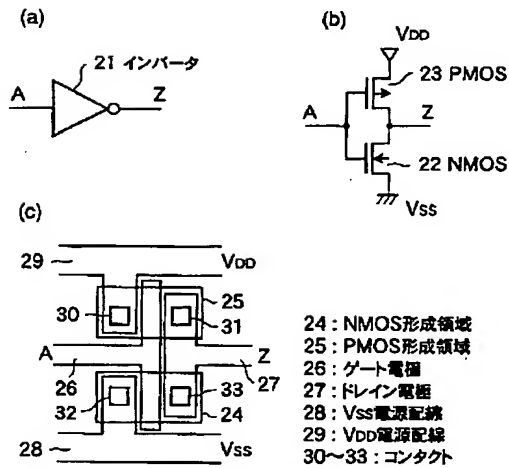 (a)
21 インバータ
A
Z
(b)
VDD
23 PMOS
A
Z
22 NMOS
VSS
(c)
29
VDD
30
25
31
A
Z
26
27
32
33
24
28
VSS
24：NMOS形成領域
25：PMOS形成領域
26：ゲート電極
27：ドレイン電極
28：VSS電源配線
29：VDD電源配線
30～33：コンタクト